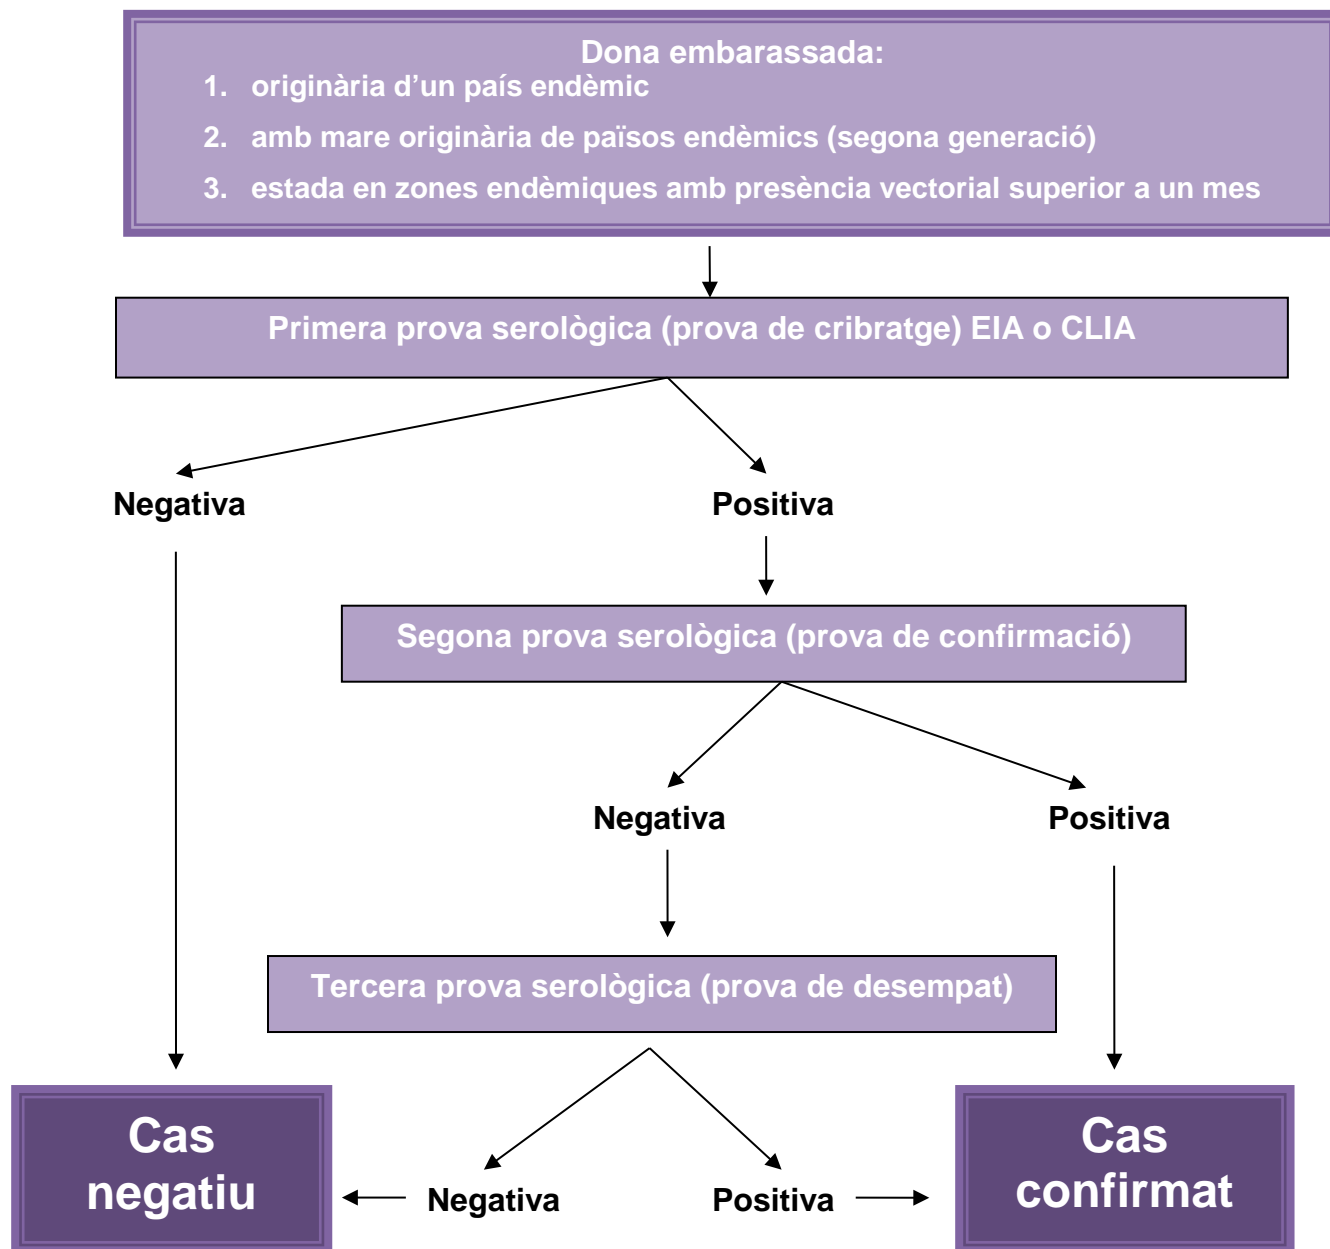 Dona embarassada:
1. originària d’un país endèmic
2. amb mare originària de països endèmics (segona generació)
3. estada en zones endèmiques amb presència vectorial superior a un mes
Primera prova serològica (prova de cribratge) EIA o CLIA
Negativa
Positiva
Segona prova serològica (prova de confirmació)
Negativa
Positiva
Tercera prova serològica (prova de desempat)
Cas
negatiu
Negativa
Positiva
Cas
confirmat